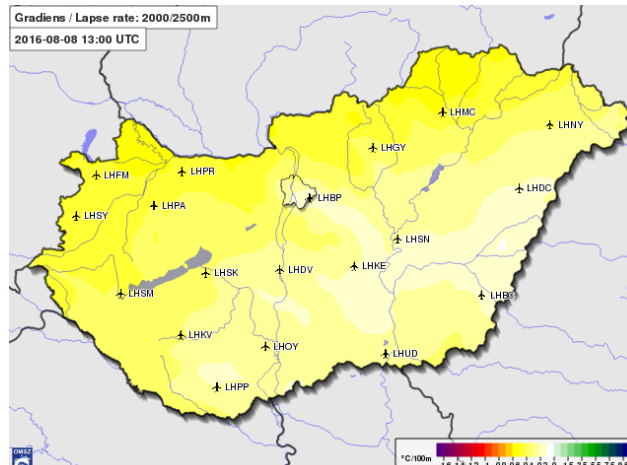 Gradiens / Lapse rate: 2000/2500m
2016-08-08 13:00 UTC
LHMC
LHNY
LHGY
LHPR
LHFM
LHDC
LHBP
LHPA
LHSY
LHSN
LHSK
LHDV
LHKE
LHSM
LHBC
LHKV
LHOY
LHUD
LHPP
OMSZ
°C/100m